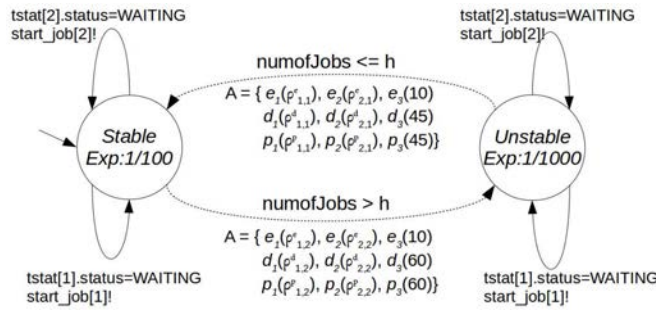 tstat[2].status=WAITING
start_job[2]!
tstat[2].status=WAITING
start_job[2]!
numofJobs <= h
A = { e₁(ρᵉ₁,₁), e₂(ρᵉ₂,₁), e₃(10)
d₁(ρᵈ₁,₁), d₂(ρᵈ₂,₁), d₃(45)
p₁(ρᵖ₁,₁), p₂(ρᵖ₂,₁), p₃(45)}
Stable
Exp:1/100
Unstable
Exp:1/1000
numofJobs > h
A = { e₁(ρᵉ₁,₂), e₂(ρᵉ₂,₂), e₃(10)
d₁(ρᵈ₁,₂), d₂(ρᵈ₂,₂), d₃(60)
p₁(ρᵖ₁,₂), p₂(ρᵖ₂,₂), p₃(60)}
tstat[1].status=WAITING
start_job[1]!
tstat[1].status=WAITING
start_job[1]!